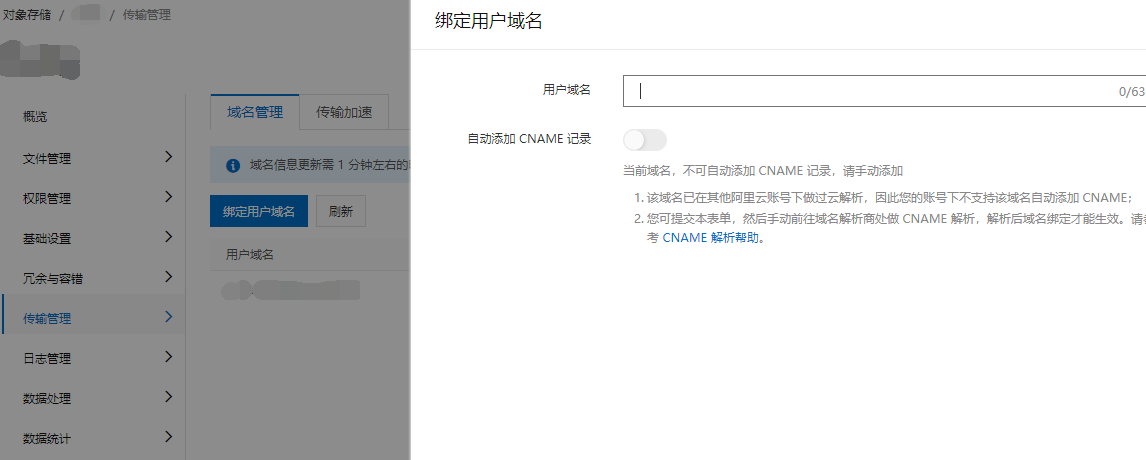 对象存储 / / 传输管理
概览
文件管理
权限管理
基础设置
冗余与容错
传输管理
日志管理
数据处理
数据统计
域名管理 传输加速
域名信息更新需 1 分钟左右的
绑定用户域名 刷新
用户域名
绑定用户域名
用户域名 0/63
自动添加 CNAME 记录
当前域名，不可自动添加 CNAME 记录，请手动添加
1. 该域名已在其他阿里云账号下做过云解析，因此您的账号下不支持该域名自动添加 CNAME；
2. 您可提交本表单，然后手动前往域名解析商处做 CNAME 解析，解析后域名绑定才能生效。请参
考 CNAME 解析帮助。